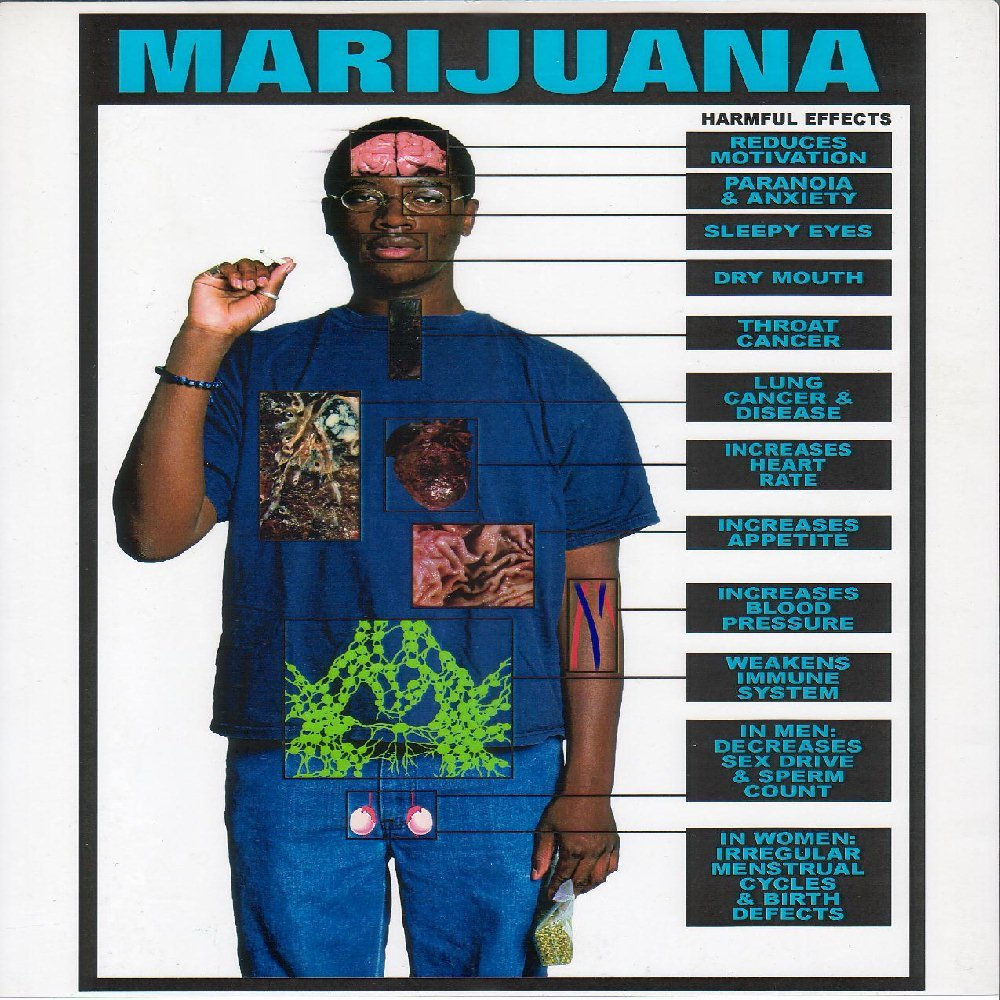 MARIJUANA
HARMFUL EFFECTS
REDUCES
MOTIVATION
PARANOIA
& ANXIETY
SLEEPY EYES
DRY MOUTH
THROAT
CANCER
LUNG
CANCER &
DISEASE
INCREASES
HEART
RATE
INCREASES
APPETITE
INCREASES
BLOOD
PRESSURE
WEAKENS
IMMUNE
SYSTEM
IN MEN:
DECREASES
SEX DRIVE
& SPERM
COUNT
IN WOMEN:
IRREGULAR
MENSTRUAL
CYCLES
& BIRTH
DEFECTS